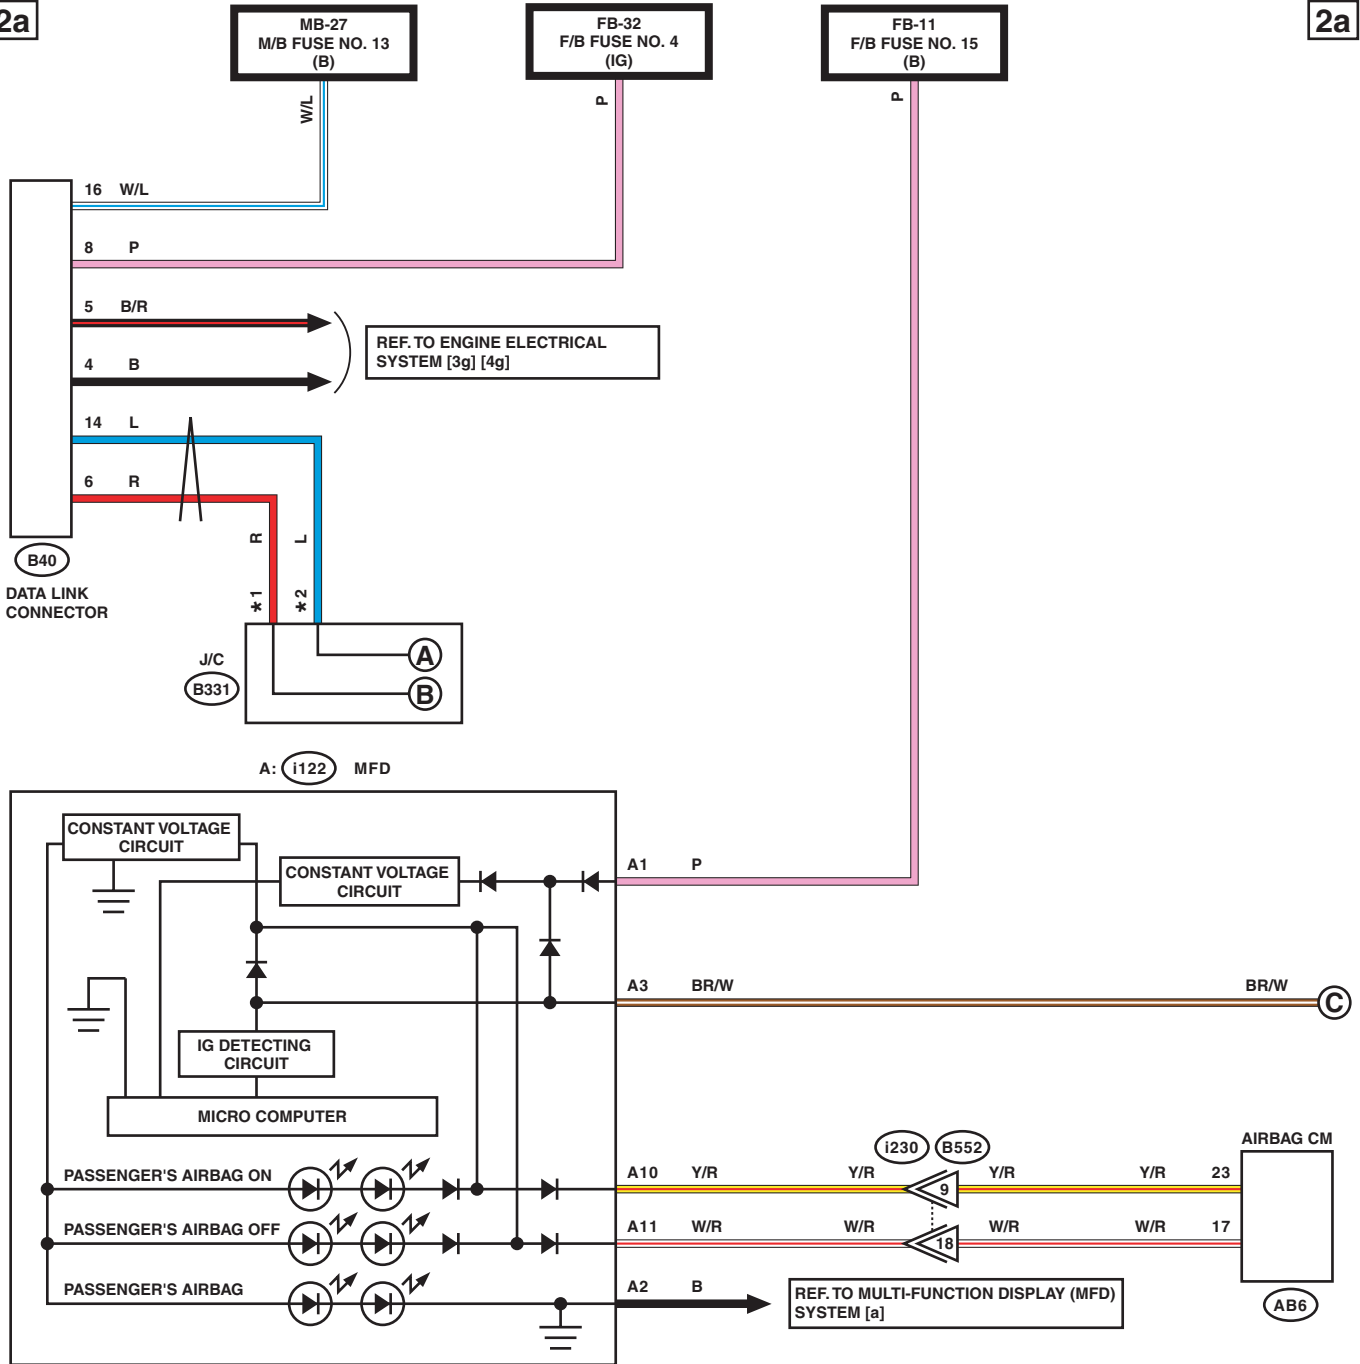 2a
2a
MB-27
M/B FUSE NO. 13
(B)
FB-32
F/B FUSE NO. 4
(IG)
FB-11
F/B FUSE NO. 15
(B)
W/L
P
P
16 W/L
8 P
5 B/R
4 B
14 L
6 R
REF. TO ENGINE ELECTRICAL
SYSTEM [3g] [4g]
R
L
*1
*2
B40
DATA LINK
CONNECTOR
J/C
B331
A
B
A: i122 MFD
CONSTANT VOLTAGE
CIRCUIT
CONSTANT VOLTAGE
CIRCUIT
IG DETECTING
CIRCUIT
MICRO COMPUTER
PASSENGER'S AIRBAG ON
PASSENGER'S AIRBAG OFF
PASSENGER'S AIRBAG
A1 P
A3 BR/W BR/W
C
i230 B552
AIRBAG CM
A10 Y/R Y/R Y/R Y/R 23
9
A11 W/R W/R W/R W/R 17
18
A2 B
REF. TO MULTI-FUNCTION DISPLAY (MFD)
SYSTEM [a]
AB6